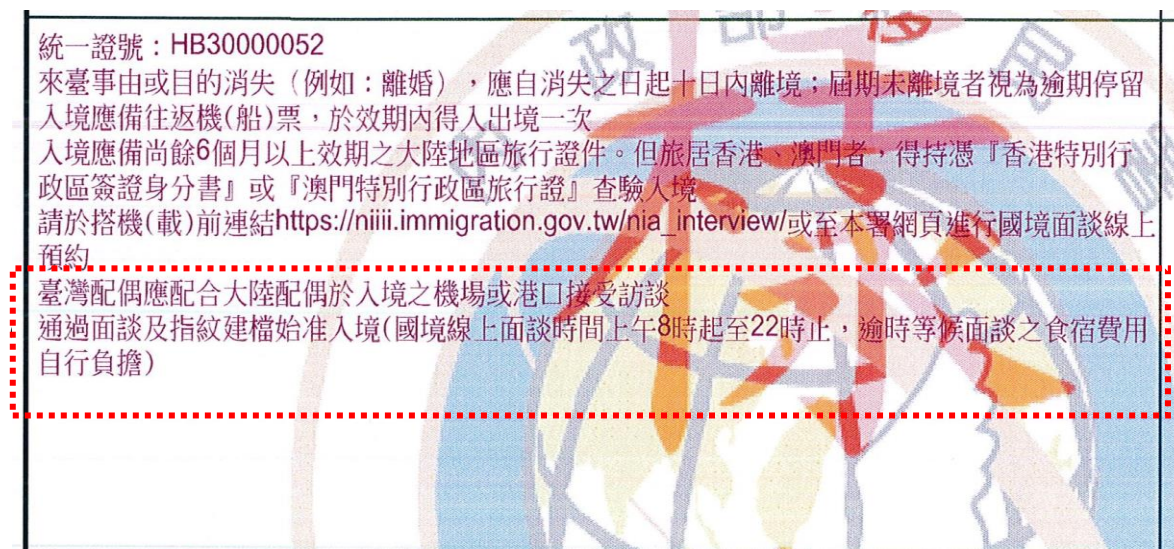 統一證號：HB30000052
來臺事由或目的消失（例如：離婚），應自消失之日起十日內離境；屆期未離境者視為逾期停留
入境應備往返機(船)票，於效期內得入出境一次
入境應備尚餘6個月以上效期之大陸地區旅行證件。但旅居香港、澳門者，得持憑『香港特別行
政區簽證身分書』或『澳門特別行政區旅行證』查驗入境
請於搭機(載)前連結https://niiii.immigration.gov.tw/nia_interview/或至本署網頁進行國境面談線上
預約
臺灣配偶應配合大陸配偶於入境之機場或港口接受訪談
通過面談及指紋建檔始准入境(國境線上面談時間上午8時起至22時止，逾時等候面談之食宿費用
自行負擔)